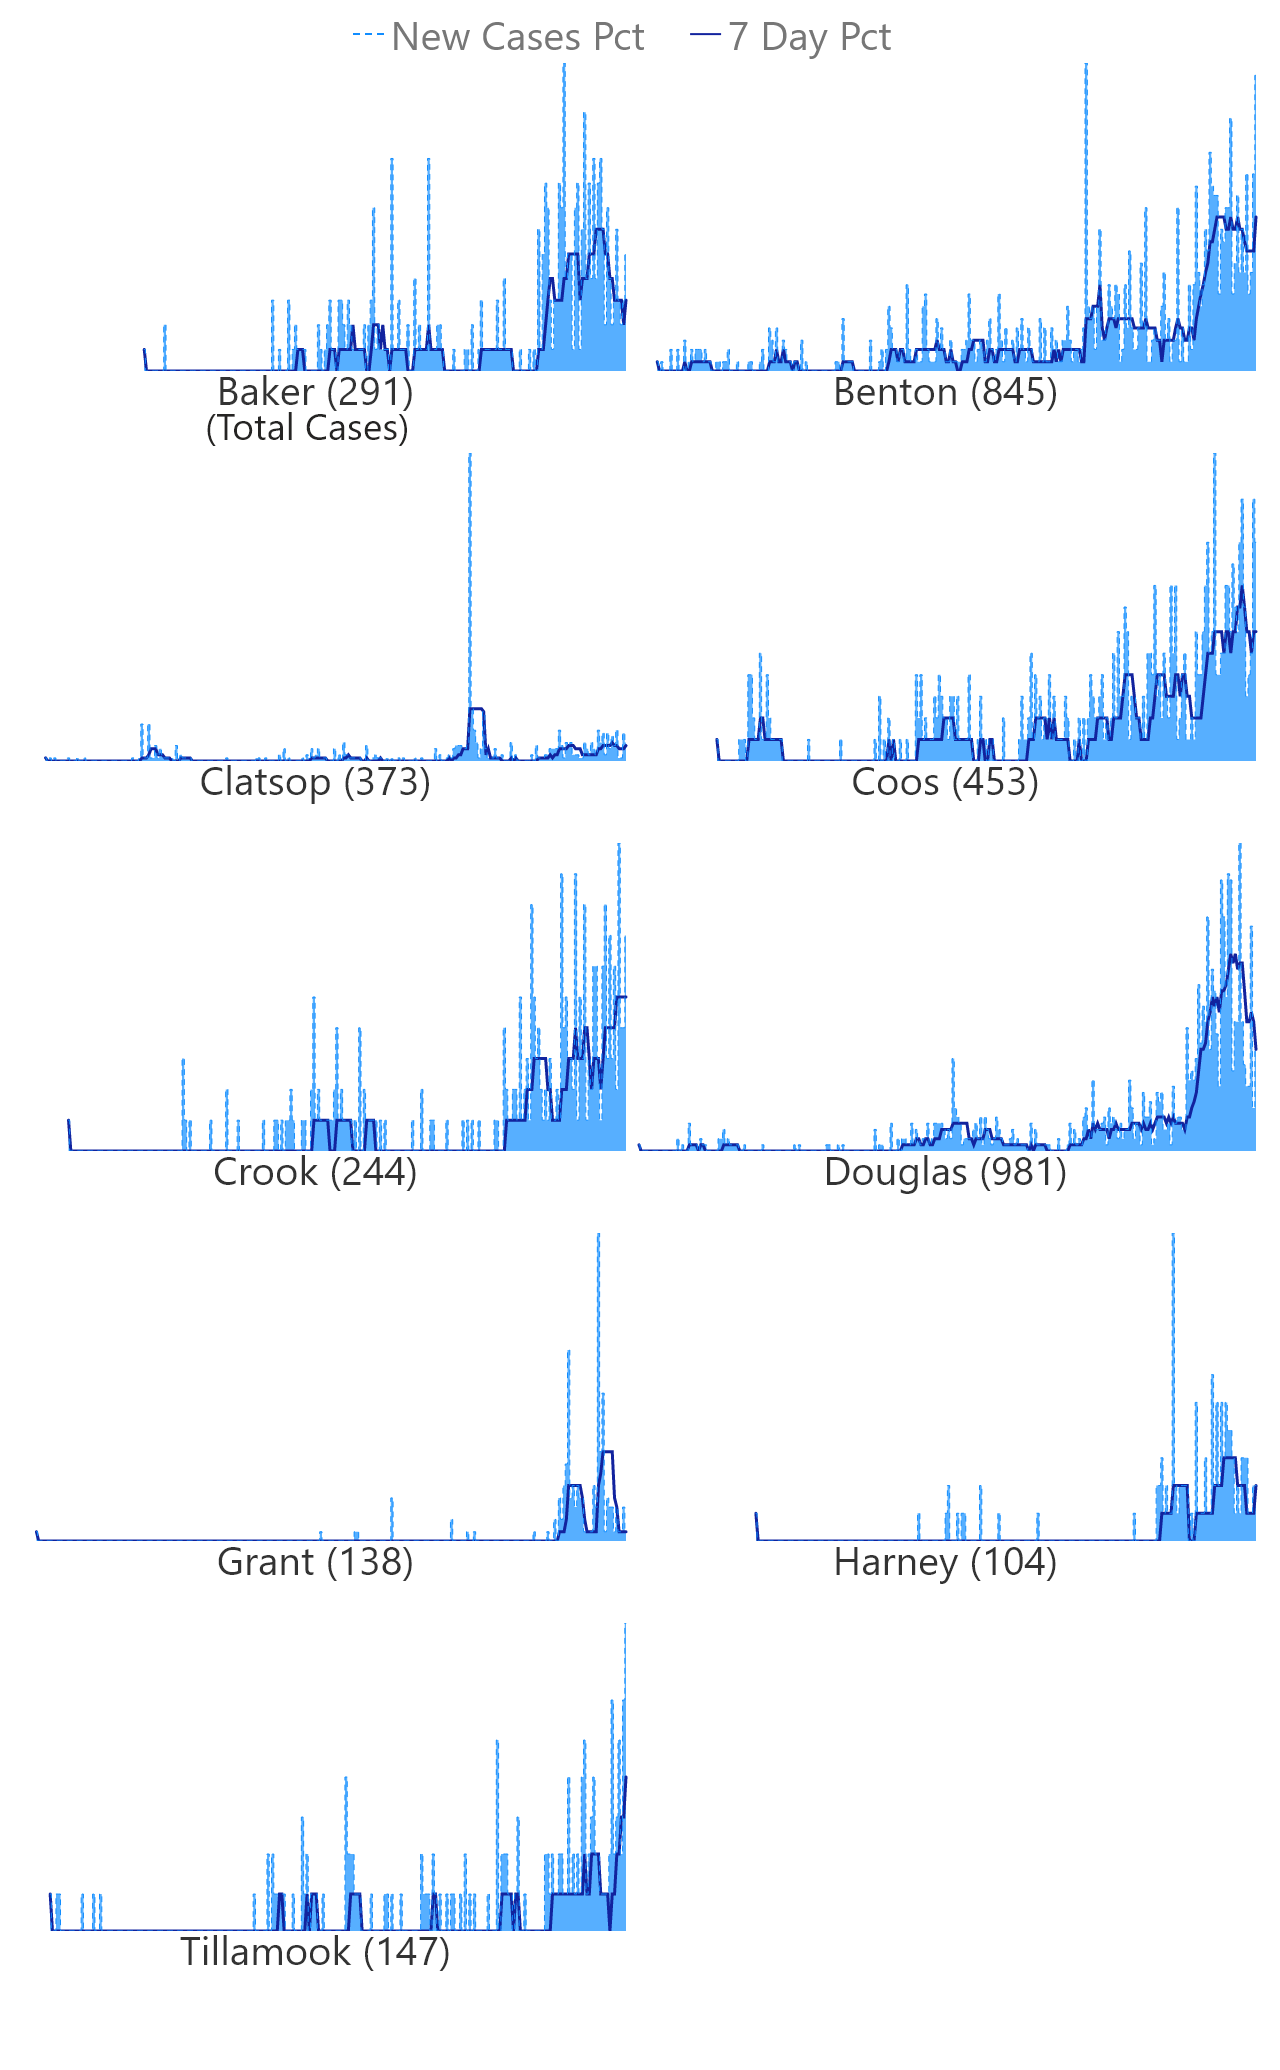 New Cases Pct 7 Day Pct
Baker (291) Benton (845)
(Total Cases)
Clatsop (373) Coos (453)
Crook (244) Douglas (981)
Grant (138) Harney (104)
Tillamook (147)